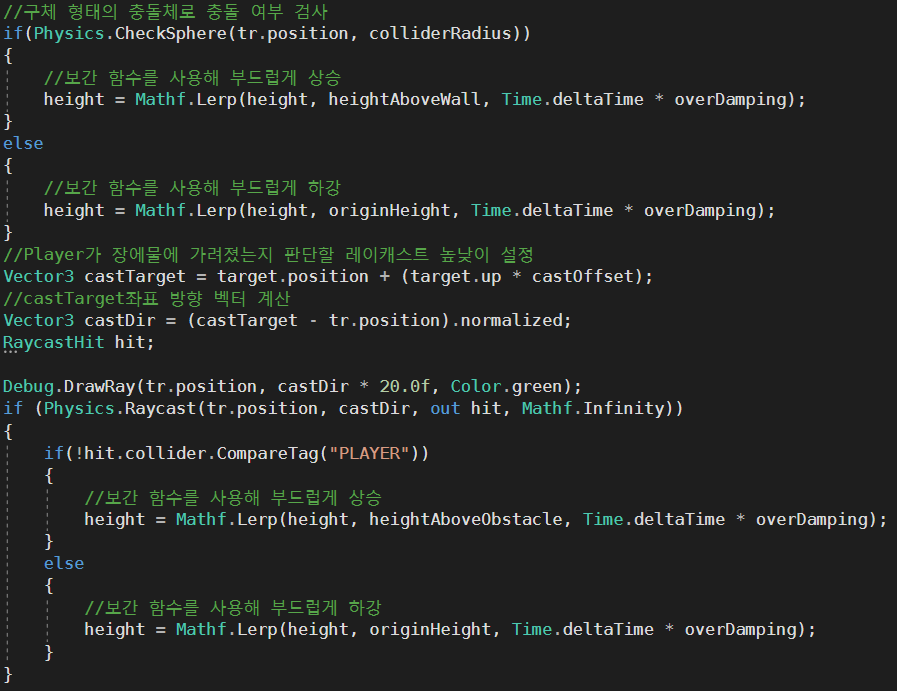 //구체 형태의 충돌체로 충돌 여부 검사
if(Physics.CheckSphere(tr.position, colliderRadius))
{
    //보간 함수를 사용해 부드럽게 상승
    height = Mathf.Lerp(height, heightAboveWall, Time.deltaTime * overDamping);
}
else
{
    //보간 함수를 사용해 부드럽게 하강
    height = Mathf.Lerp(height, originHeight, Time.deltaTime * overDamping);
}
//Player가 장애물에 가려졌는지 판단할 레이캐스트 높낮이 설정
Vector3 castTarget = target.position + (target.up * castOffset);
//castTarget좌표 방향 벡터 계산
Vector3 castDir = (castTarget - tr.position).normalized;
RaycastHit hit;

Debug.DrawRay(tr.position, castDir * 20.0f, Color.green);
if (Physics.Raycast(tr.position, castDir, out hit, Mathf.Infinity))
{
    if(!hit.collider.CompareTag("PLAYER"))
    {
        //보간 함수를 사용해 부드럽게 상승
        height = Mathf.Lerp(height, heightAboveObstacle, Time.deltaTime * overDamping);
    }
    else
    {
        //보간 함수를 사용해 부드럽게 하강
        height = Mathf.Lerp(height, originHeight, Time.deltaTime * overDamping);
    }
}